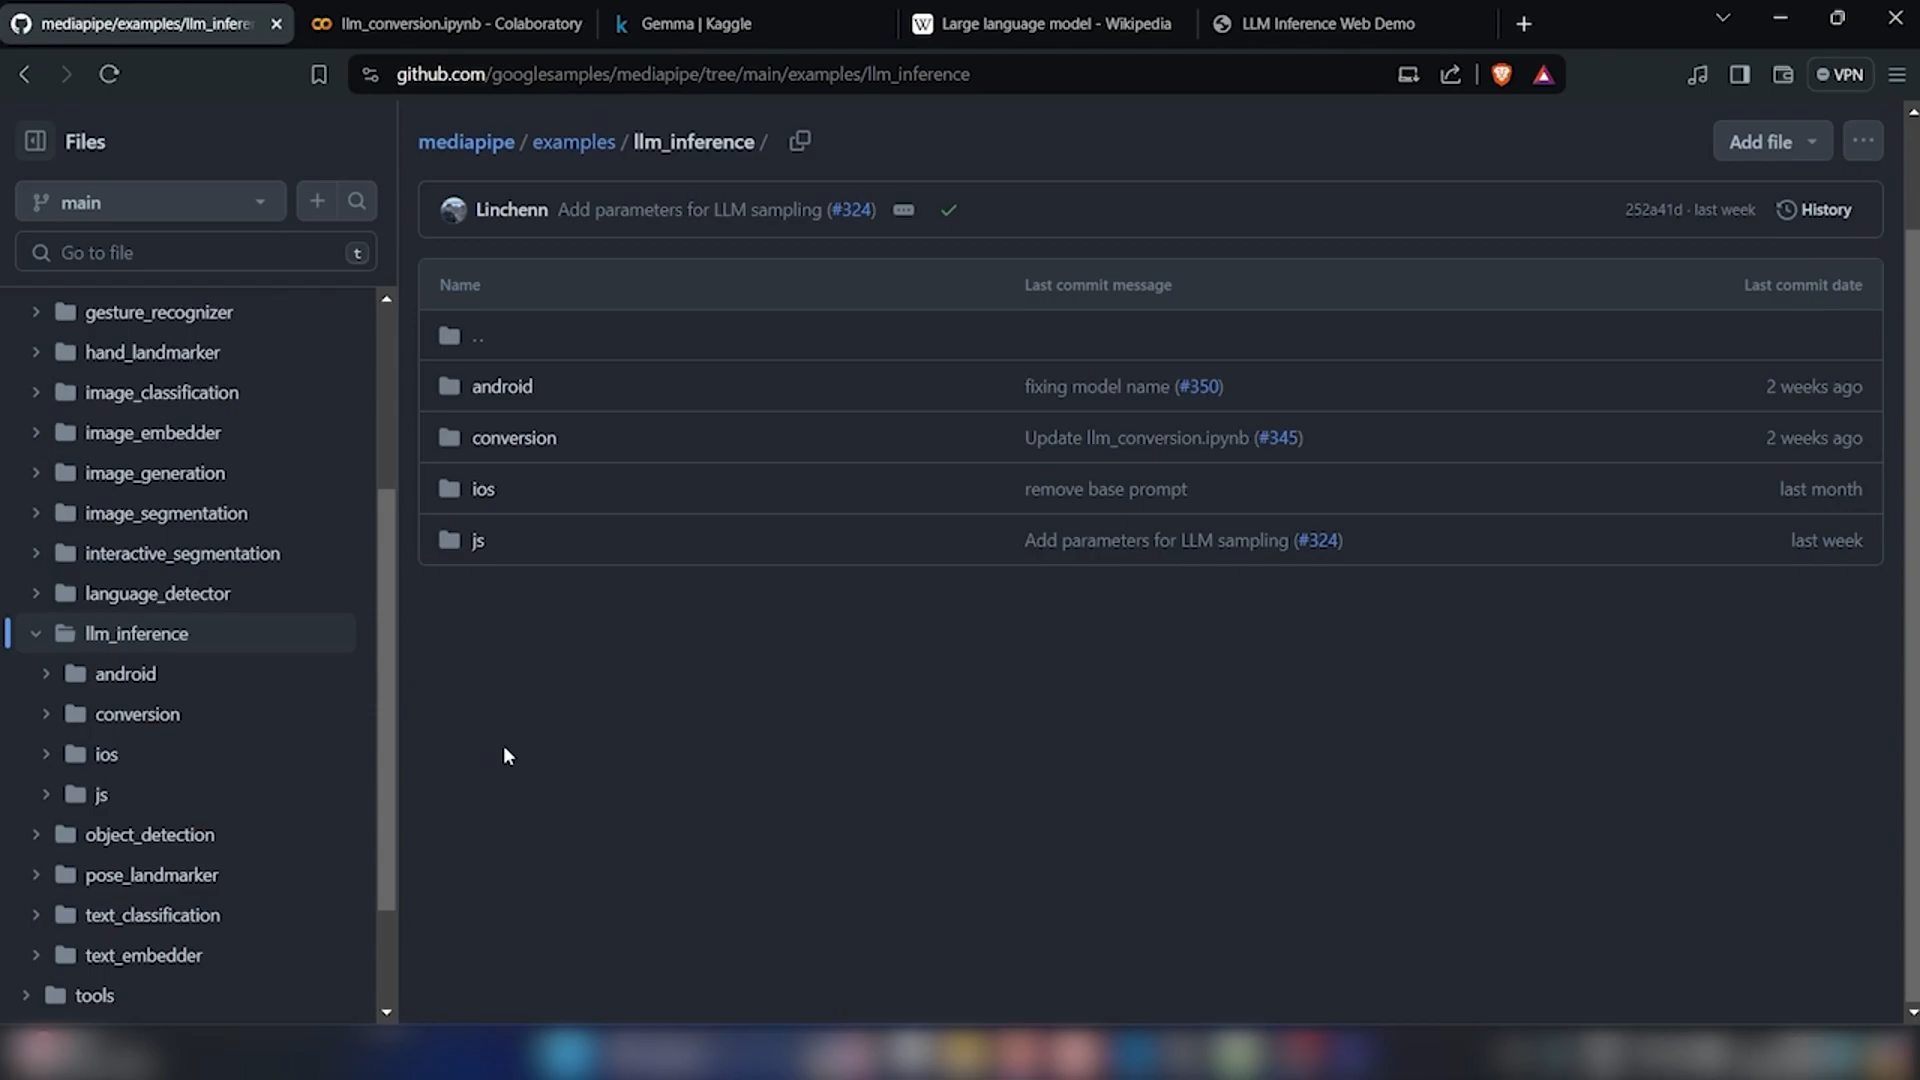 mediapipe/examples/llm_infere
llm_conversion.ipynb - Colaboratory
Gemma | Kaggle
Large language model - Wikipedia
LLM Inference Web Demo
github.com/googlesamples/mediapipe/tree/main/examples/llm_inference
VPN
Files
mediapipe / examples / llm_inference /
Add file
main
Linchenn Add parameters for LLM sampling (#324)
252a41d · last week
History
Go to file
t
Name
Last commit message
Last commit date
..
android
fixing model name (#350)
2 weeks ago
conversion
Update llm_conversion.ipynb (#345)
2 weeks ago
ios
remove base prompt
last month
js
Add parameters for LLM sampling (#324)
last week
gesture_recognizer
hand_landmarker
image_classification
image_embedder
image_generation
image_segmentation
interactive_segmentation
language_detector
llm_inference
android
conversion
ios
js
object_detection
pose_landmarker
text_classification
text_embedder
tools